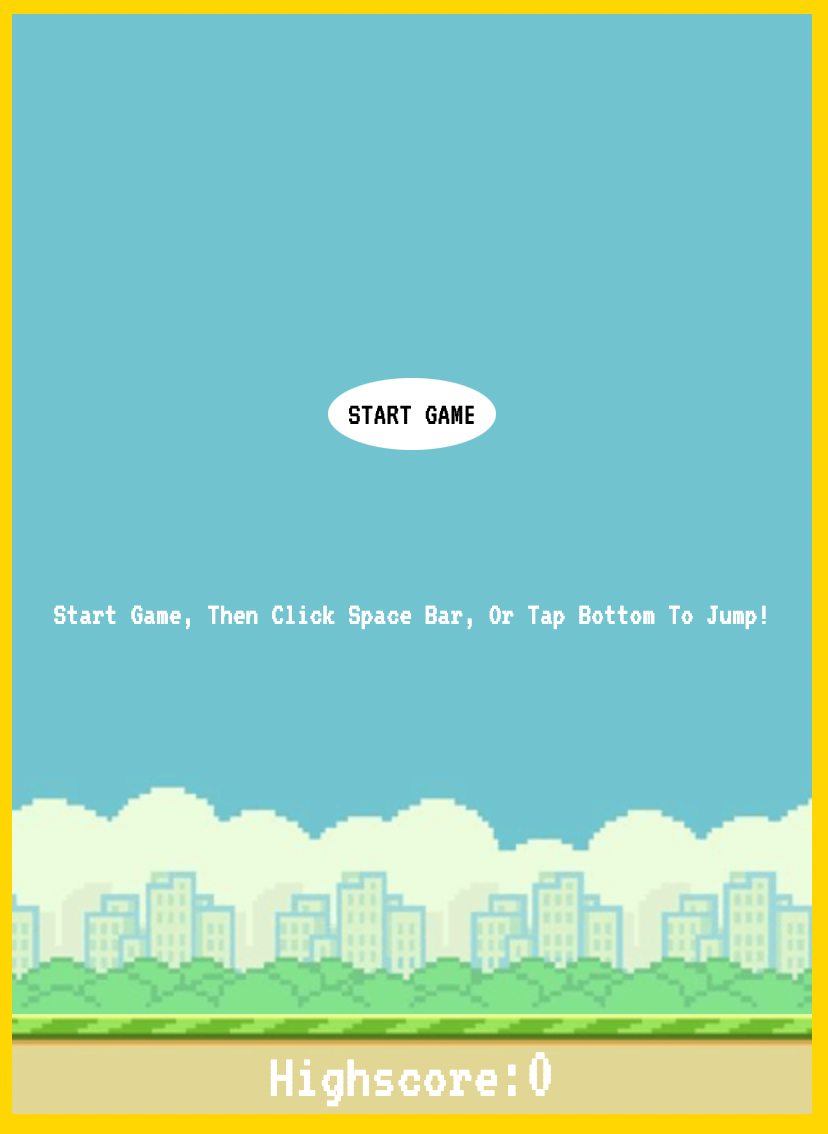 START GAME
Start Game, Then Click Space Bar, Or Tap Bottom To Jump!
Highscore:0